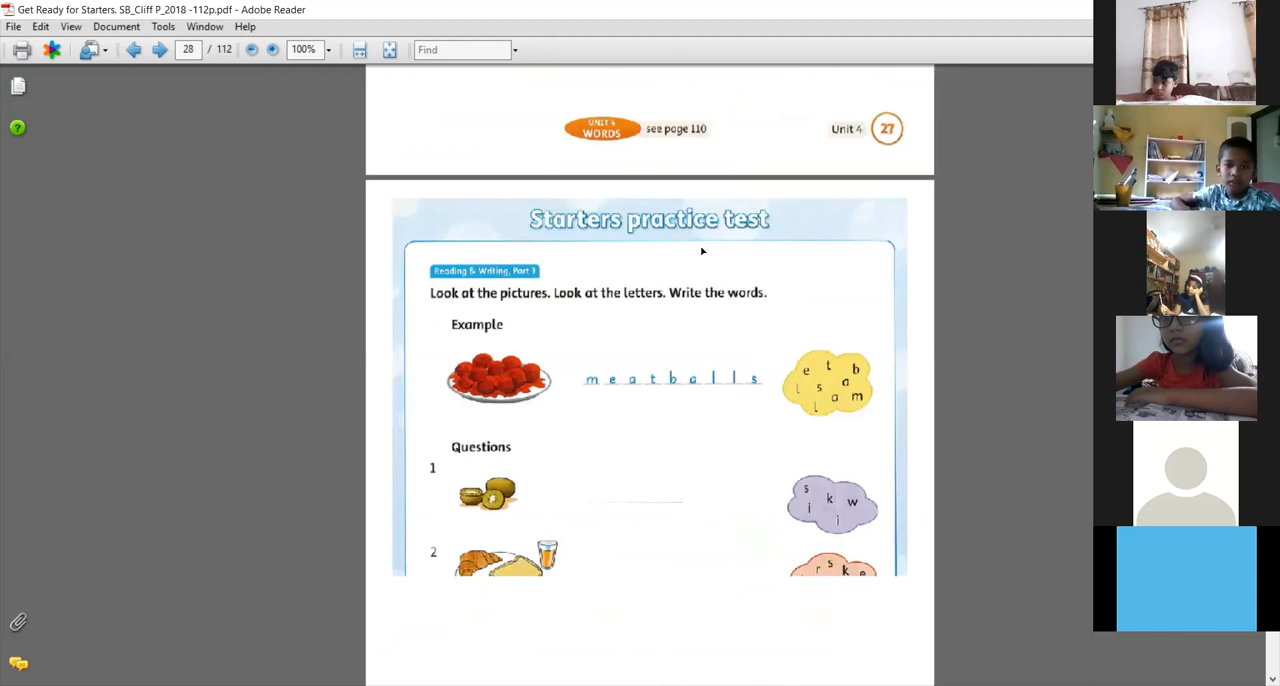 Get Ready for Starters. SB_Cliff P_2018 -112p.pdf - Adobe Reader
File Edit View Document Tools Window Help
28 / 112 100% Find
UNIT 4 WORDS see page 110 Unit 4 27
Starters practice test
Reading & Writing, Part 3
Look at the pictures. Look at the letters. Write the words.
Example
m e a t b a l l s
e t b
l s a
l a m
Questions
1
s k w
i i
2
r s k e